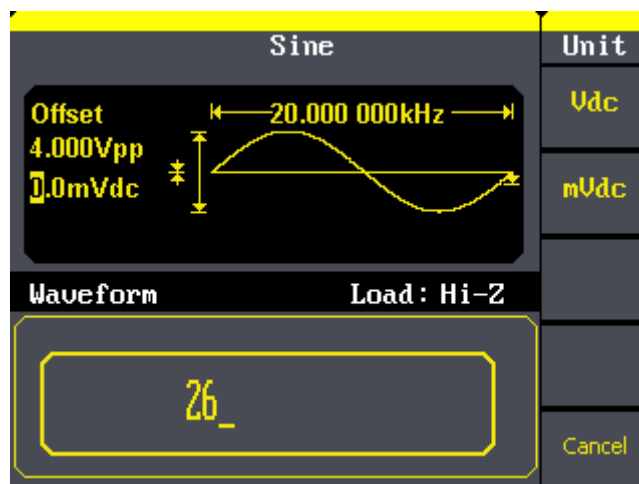 Sine
Unit
Offset
20.000 000kHz
4.000Vpp
0.0mVdc
Vdc
mVdc
Waveform
Load: Hi-Z
26_
Cancel